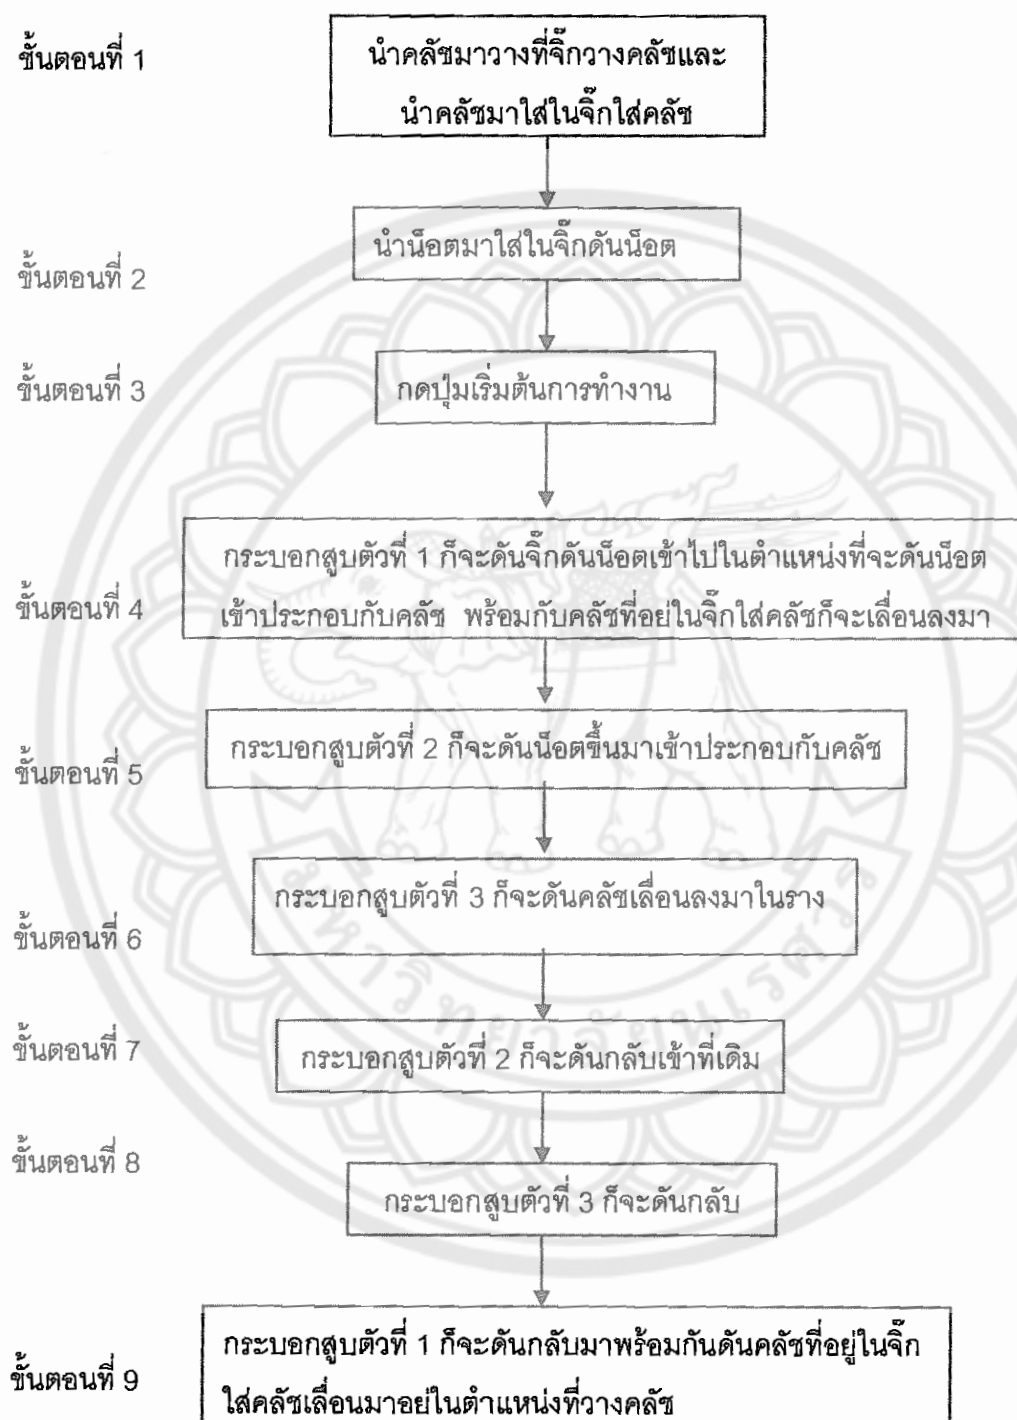 ขั้นตอนที่ 1
นำคลัชมาวางที่จิ๊กวางคลัชและ
นำคลัชมาใส่ในจิ๊กใส่คลัช
ขั้นตอนที่ 2
นำน็อตมาใส่ในจิ๊กดันน็อต
ขั้นตอนที่ 3
กดปุ่มเริ่มต้นการทำงาน
ขั้นตอนที่ 4
กระบอกสูบตัวที่ 1 ก็จะดันจิ๊กดันน็อตเข้าไปในตำแหน่งที่จะดันน็อต
เข้าประกอบกับคลัช พร้อมกับคลัชที่อยู่ในจิ๊กใส่คลัชก็จะเลื่อนลงมา
ขั้นตอนที่ 5
กระบอกสูบตัวที่ 2 ก็จะดันน็อตขึ้นมาเข้าประกอบกับคลัช
ขั้นตอนที่ 6
กระบอกสูบตัวที่ 3 ก็จะดันคลัชเลื่อนลงมาในราง
ขั้นตอนที่ 7
กระบอกสูบตัวที่ 2 ก็จะดันกลับเข้าที่เดิม
ขั้นตอนที่ 8
กระบอกสูบตัวที่ 3 ก็จะดันกลับ
ขั้นตอนที่ 9
กระบอกสูบตัวที่ 1 ก็จะดันกลับมาพร้อมกันดันคลัชที่อยู่ในจิ๊ก
ใส่คลัชเลื่อนมาอยู่ในตำแหน่งที่วางคลัช
มหาวิทยาลัยนเรศวร